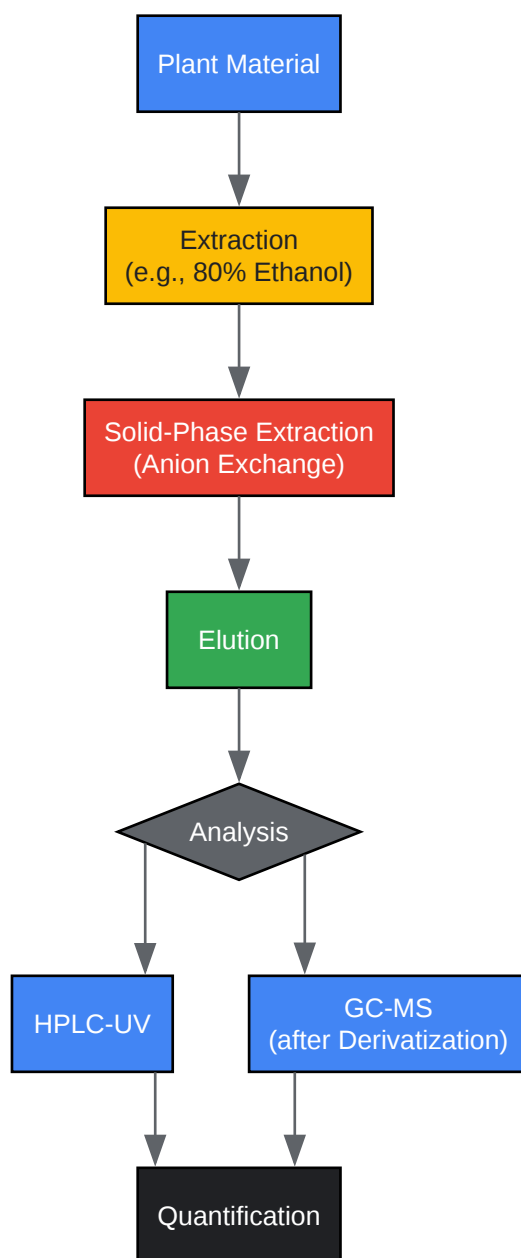 Plant Material
Extraction
(e.g., 80% Ethanol)
Solid-Phase Extraction
(Anion Exchange)
Elution
Analysis
HPLC-UV
GC-MS
(after Derivatization)
Quantification